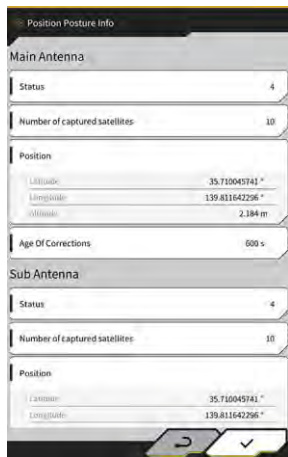 Position Posture Info
Main Antenna
Status 4
Number of captured satellites 10
Position
Latitude 35.710045741 °
Longitude 139.811642296 °
Altitude 2.184 m
Age Of Corrections 600 s
Sub Antenna
Status 4
Number of captured satellites 10
Position
Latitude 35.710045741 °
Longitude 139.811642296 °